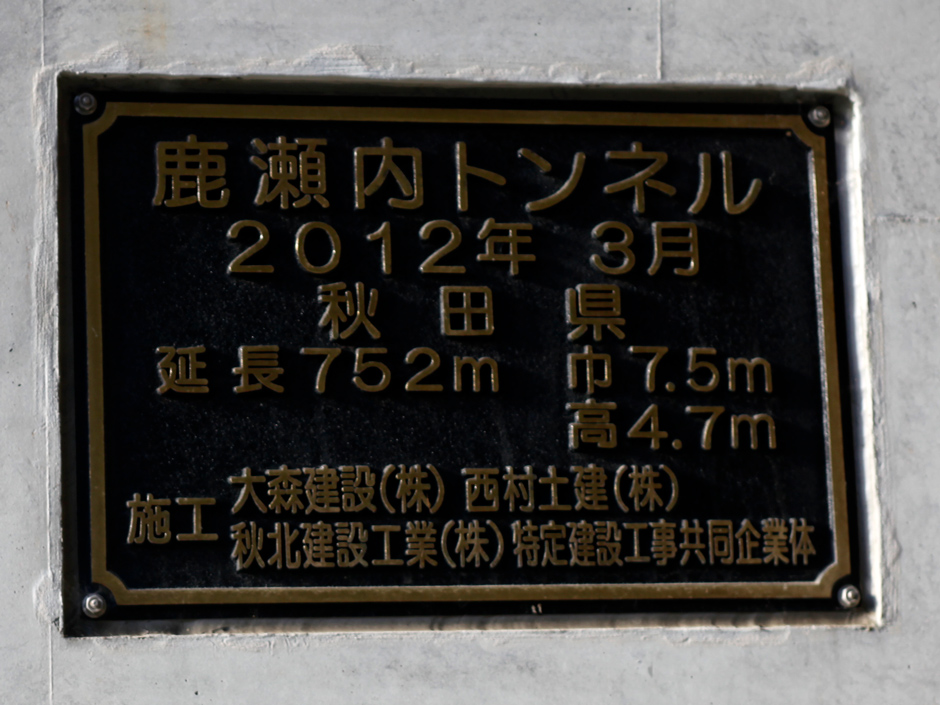 鹿瀬内トンネル
2012年 3月
秋田県
延長752m 巾7.5m
高4.7m
施工 大森建設(株) 西村土建(株)
秋北建設工業(株) 特定建設工事共同企業体